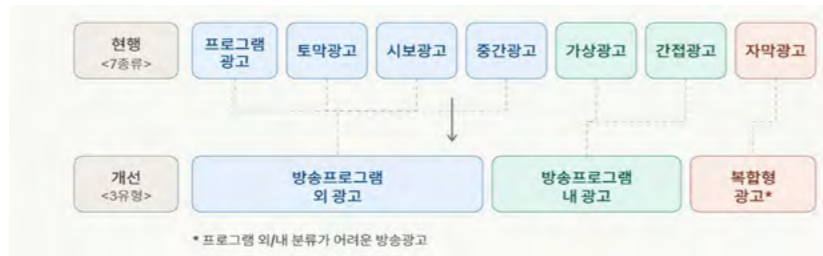 현행
<7종류>
프로그램
광고
토막광고
시보광고
중간광고
가상광고
간접광고
자막광고
개선
<3유형>
방송프로그램
외 광고
방송프로그램
내 광고
복합형
광고*
* 프로그램 외/내 분류가 어려운 방송광고